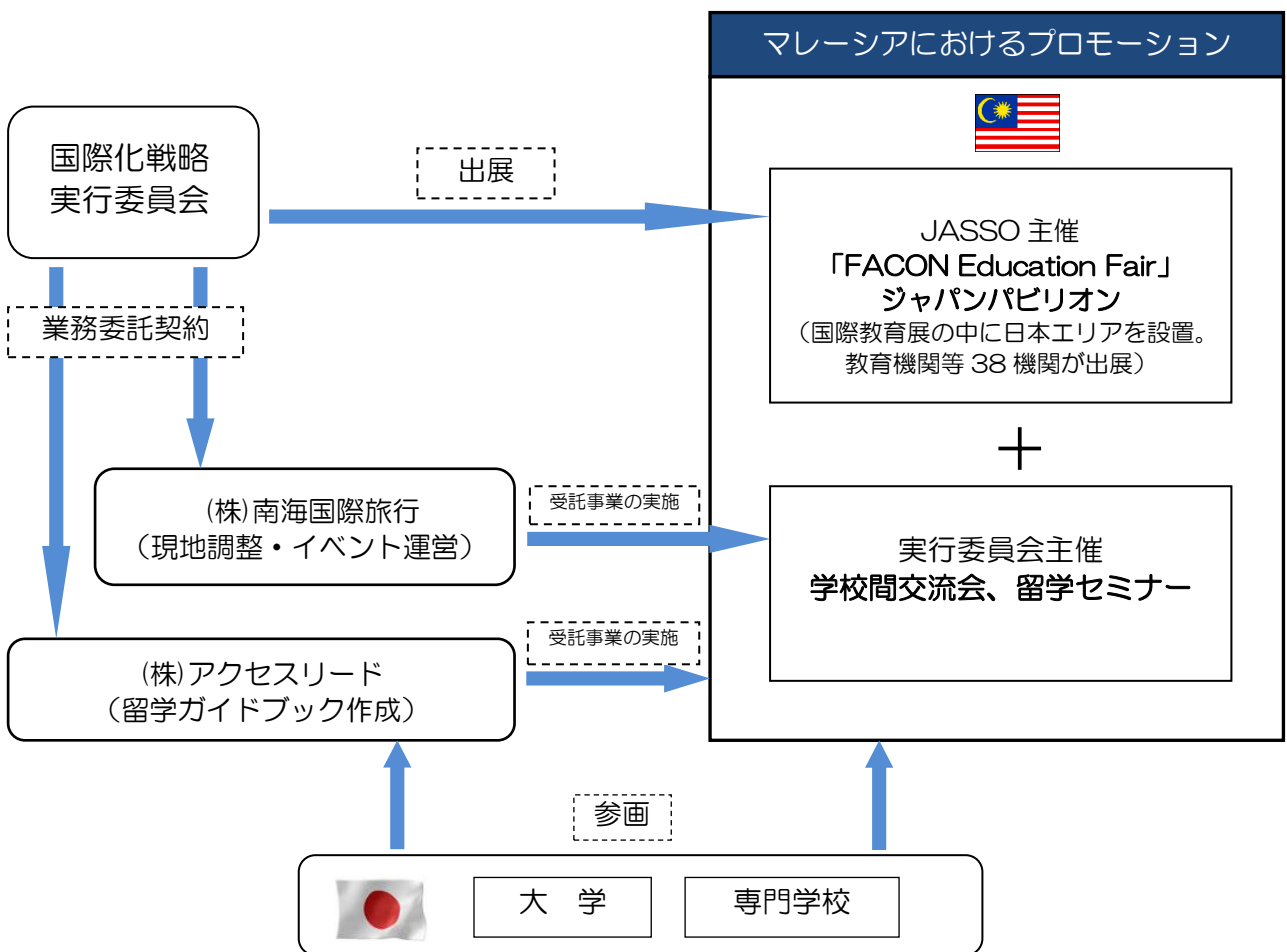 マレーシアにおけるプロモーション
国際化戦略
実行委員会
出展
JASSO 主催
「FACON Education Fair」
ジャパンパビリオン
（国際教育展の中に日本エリアを設置。
教育機関等 38 機関が出展）
業務委託契約
＋
㈱南海国際旅行
（現地調整・イベント運営）
受託事業の実施
実行委員会主催
学校間交流会、留学セミナー
㈱アクセスリード
（留学ガイドブック作成）
受託事業の実施
参画
大　学
専門学校